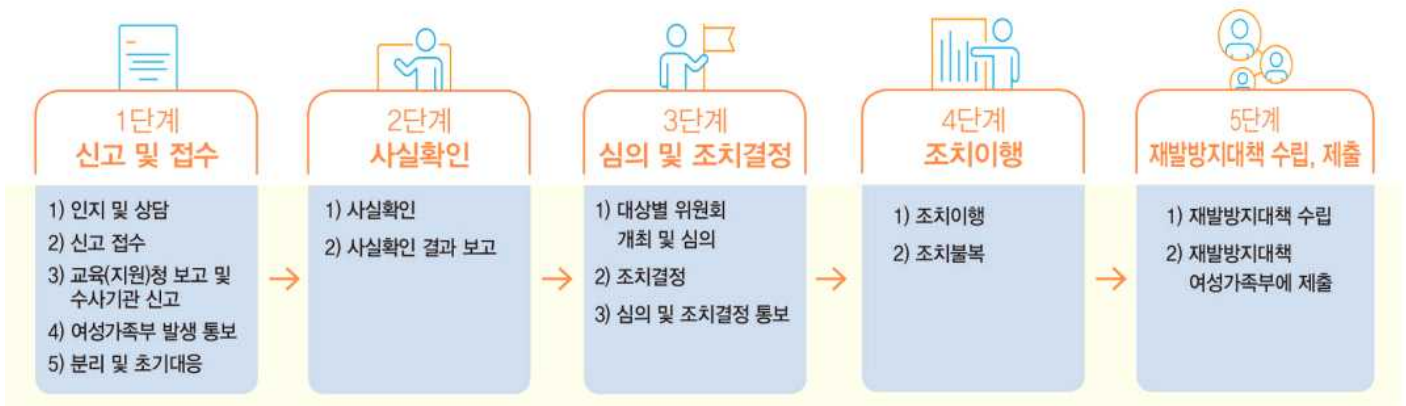 1단계
신고 및 접수
1) 인지 및 상담
2) 신고 접수
3) 교육(지원)청 보고 및
수사기관 신고
4) 여성가족부 발생 통보
5) 분리 및 초기대응
2단계
사실확인
1) 사실확인
2) 사실확인 결과 보고
3단계
심의 및 조치결정
1) 대상별 위원회
개최 및 심의
2) 조치결정
3) 심의 및 조치결정 통보
4단계
조치이행
1) 조치이행
2) 조치불복
5단계
재발방지대책 수립, 제출
1) 재발방지대책 수립
2) 재발방지대책
여성가족부에 제출